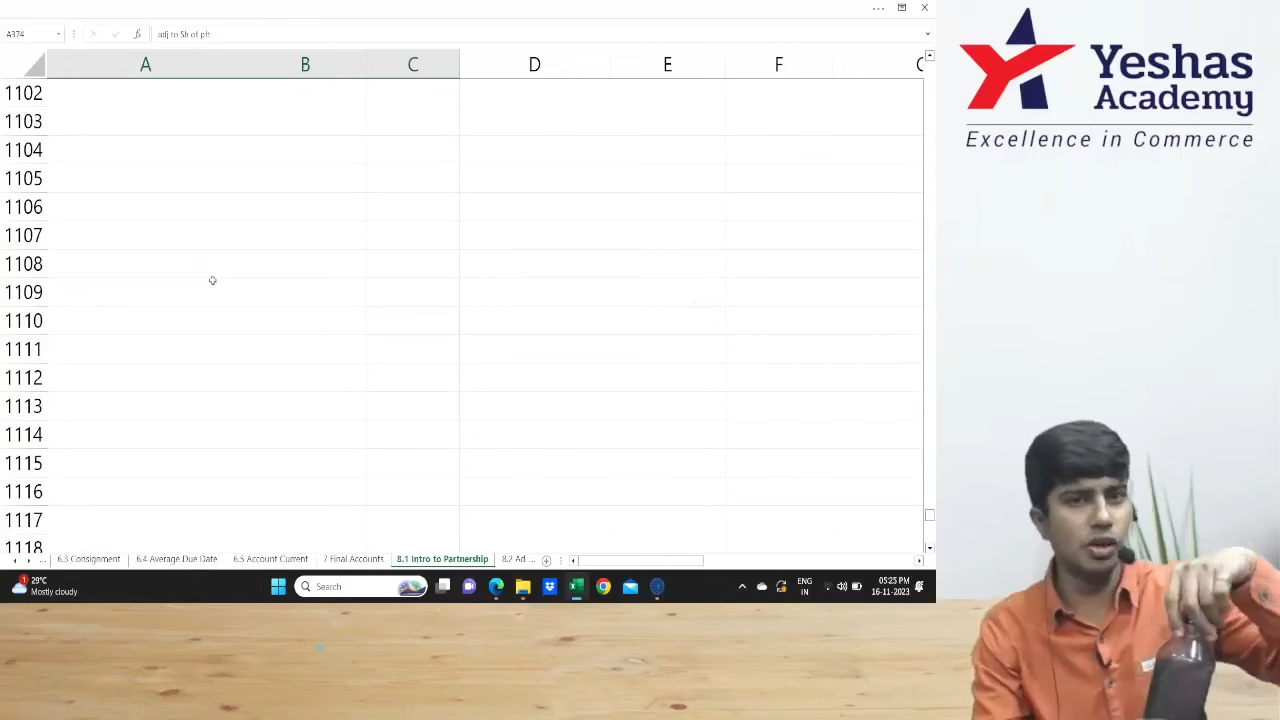 A374
fx
adj to Sh of pft
A B C D E F
1102
1103
1104
1105
1106
1107
1108
1109
1110
1111
1112
1113
1114
1115
1116
1117
1118
... 6.3 Consignment 6.4 Average Due Date 6.5 Account Current 7 Final Accounts 8.1 Intro to Partnership 8.2 Ad ...
1
29°C
Mostly cloudy
Search
ENG
IN
05:25 PM
16-11-2023
Yeshas
Academy
Excellence in Commerce